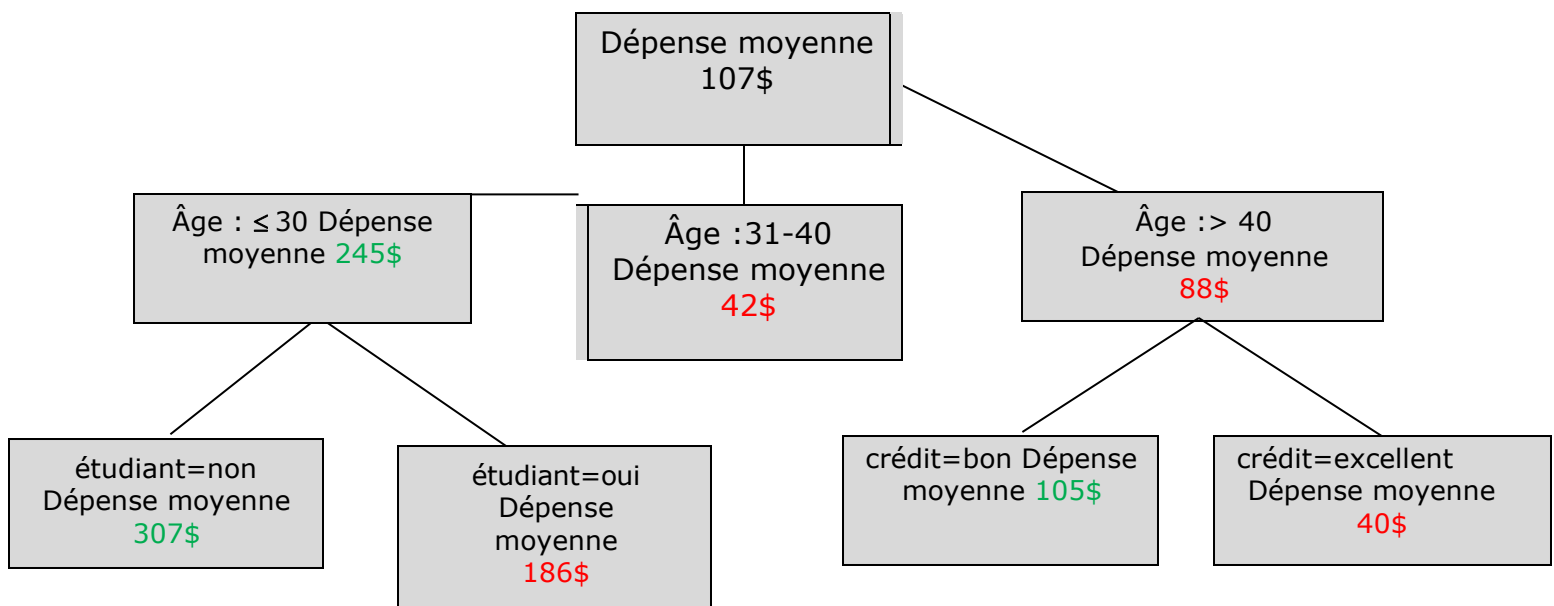 Dépense moyenne
107$
Âge : ≤ 30 Dépense
moyenne 245$
Âge :31-40
Dépense moyenne
42$
Âge :> 40
Dépense moyenne
88$
étudiant=non
Dépense moyenne
307$
étudiant=oui
Dépense
moyenne
186$
crédit=bon Dépense
moyenne 105$
crédit=excellent
Dépense moyenne
40$